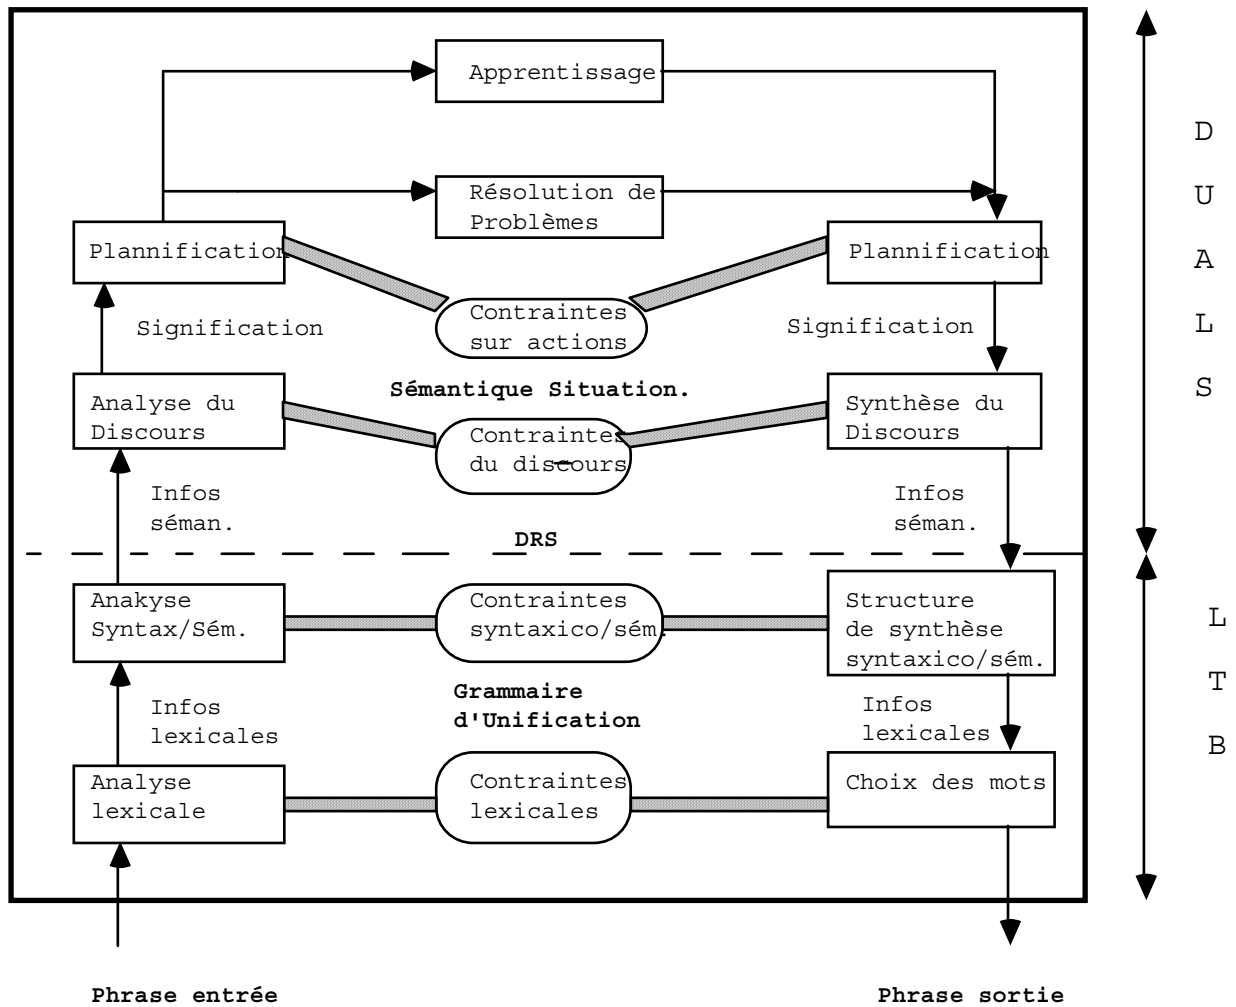 Apprentissage
Résolution de
Problèmes
Plannification
Plannification
Contraintes
sur actions
Signification
Signification
Sémantique Situation.
Analyse du
Discours
Contraintes
du discours
Synthèse du
Discours
Infos
séman.
Infos
séman.
DRS
Anakyse
Syntax/Sém.
Contraintes
syntaxico/sém.
Structure
de synthèse
syntaxico/sém.
Grammaire
d'Unification
Infos
lexicales
Infos
lexicales
Analyse
lexicale
Contraintes
lexicales
Choix des mots
Phrase entrée
Phrase sortie
D
U
A
L
S
L
T
B